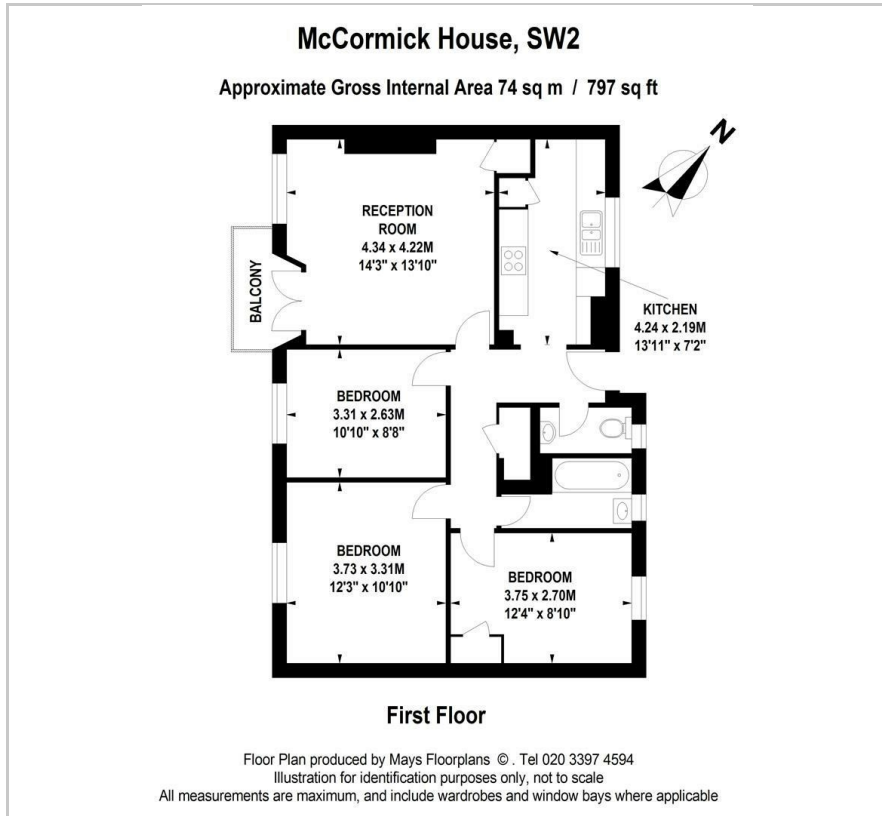 McCormick House, SW2
Approximate Gross Internal Area 74 sq m / 797 sq ft
N
RECEPTION
ROOM
4.34 x 4.22M
14'3" x 13'10"
BALCONY
KITCHEN
4.24 x 2.19M
13'11" x 7'2"
BEDROOM
3.31 x 2.63M
10'10" x 8'8"
BEDROOM
3.73 x 3.31M
12'3" x 10'10"
BEDROOM
3.75 x 2.70M
12'4" x 8'10"
First Floor
Floor Plan produced by Mays Floorplans © . Tel 020 3397 4594
Illustration for identification purposes only, not to scale
All measurements are maximum, and include wardrobes and window bays where applicable